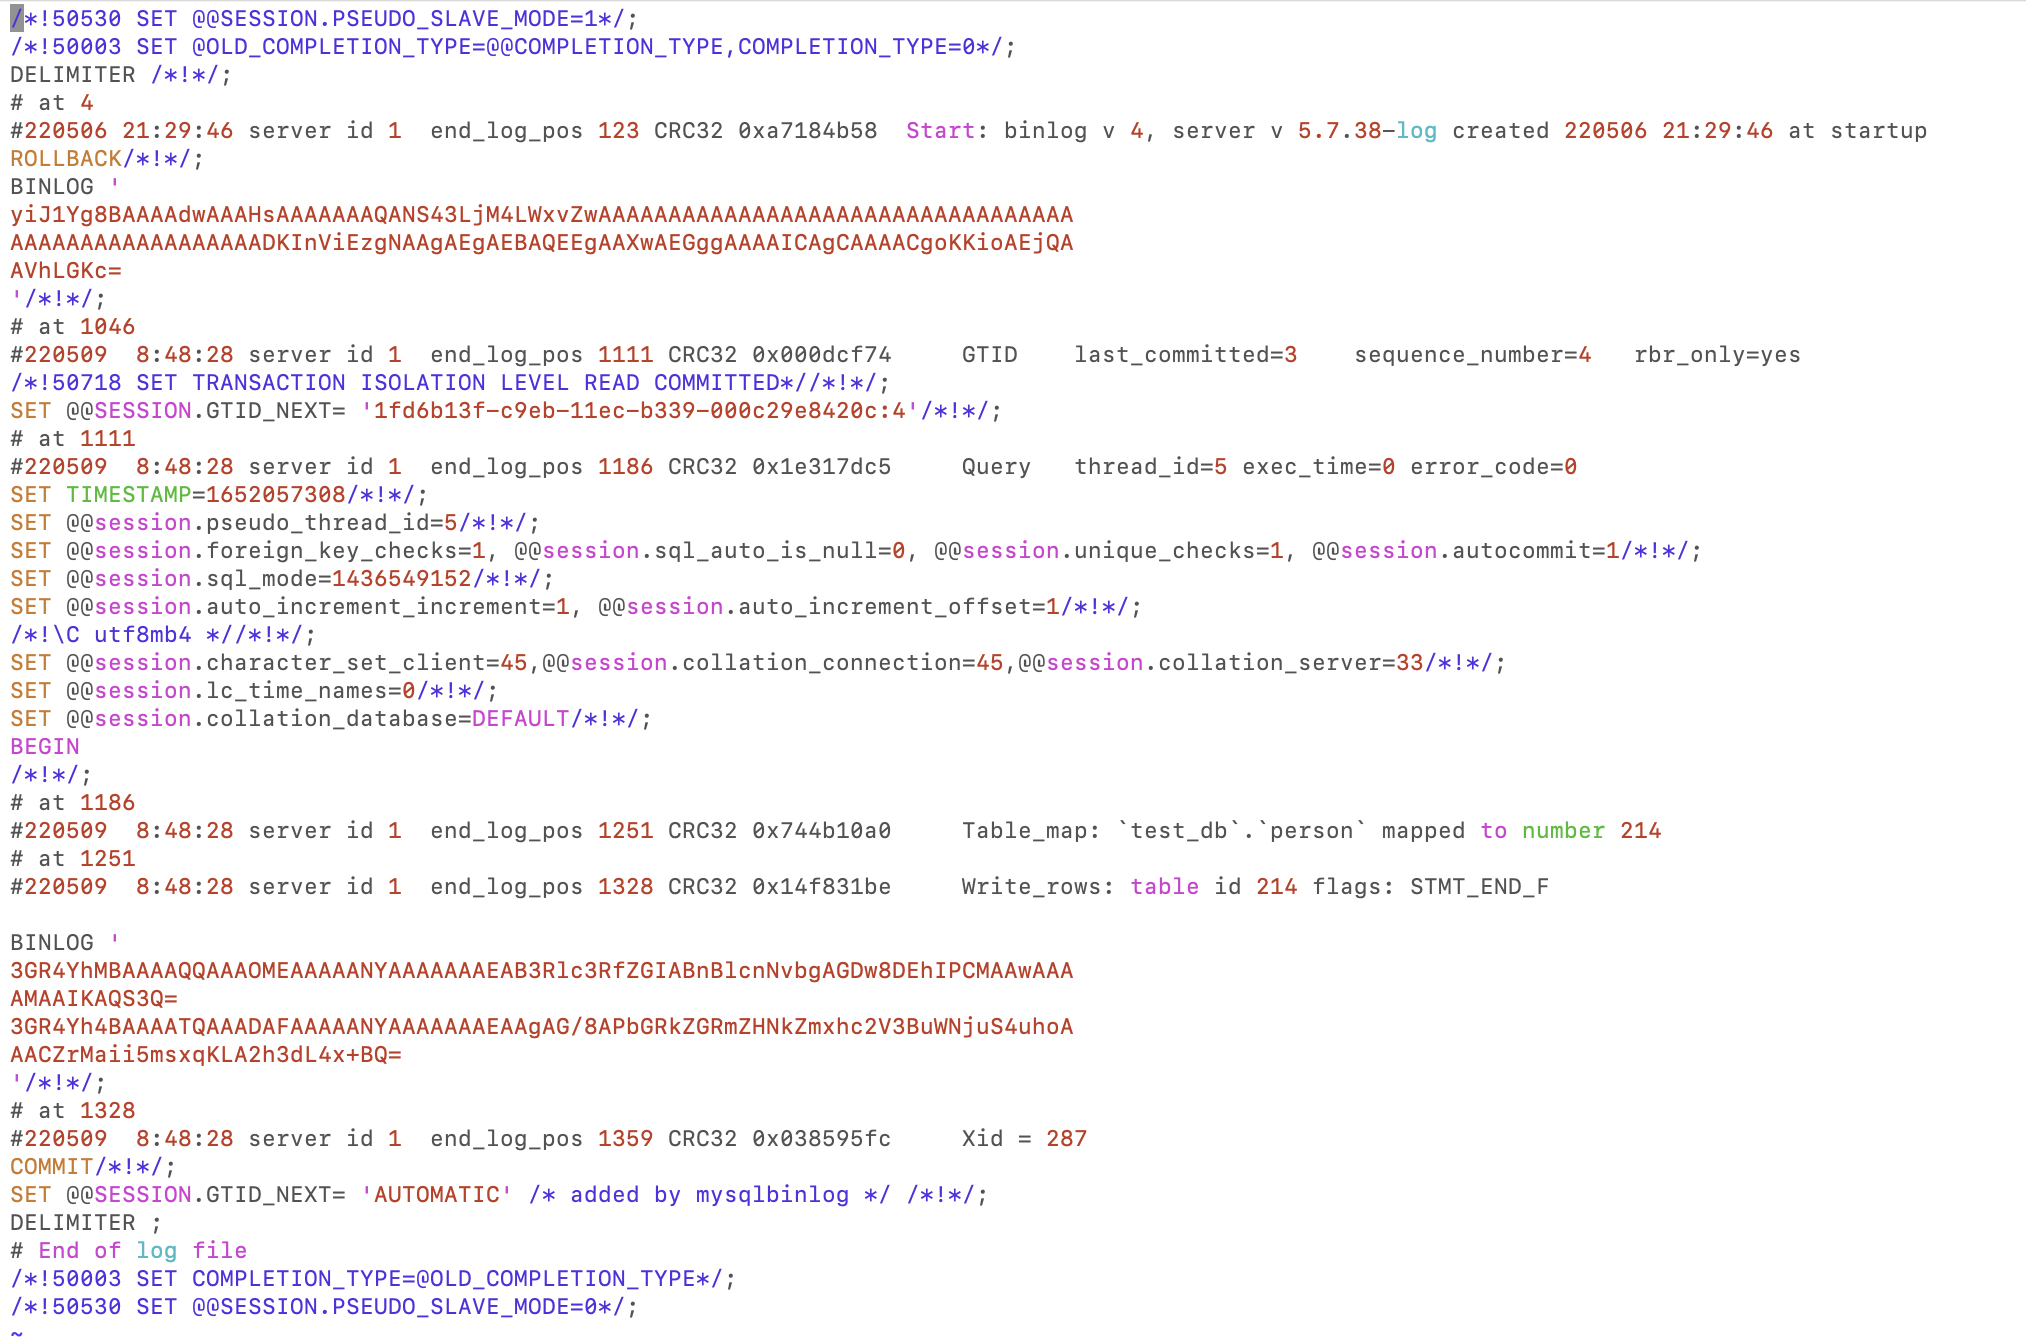 /*!50530 SET @@SESSION.PSEUDO_SLAVE_MODE=1*/;
/*!50003 SET @OLD_COMPLETION_TYPE=@@COMPLETION_TYPE,COMPLETION_TYPE=0*/;
DELIMITER /*!*/;
# at 4
#220506 21:29:46 server id 1  end_log_pos 123 CRC32 0xa7184b58  Start: binlog v 4, server v 5.7.38-log created 220506 21:29:46 at startup
ROLLBACK/*!*/;
BINLOG '
yiJ1Yg8BAAAAdwAAAHsAAAAAAAQANS43LjM4LWxvZwAAAAAAAAAAAAAAAAAAAAAAAAAAAAAAAAAA
AAAAAAAAAAAAAAAAAADKInViEzgNAAgAEgAEBAQEEgAAXwAEGggAAAAICAgCAAAACgoKKioAEjQA
AVhLGKc=
'/*!*/;
# at 1046
#220509  8:48:28 server id 1  end_log_pos 1111 CRC32 0x000dcf74     GTID    last_committed=3    sequence_number=4   rbr_only=yes
/*!50718 SET TRANSACTION ISOLATION LEVEL READ COMMITTED*//*!*/;
SET @@SESSION.GTID_NEXT= '1fd6b13f-c9eb-11ec-b339-000c29e8420c:4'/*!*/;
# at 1111
#220509  8:48:28 server id 1  end_log_pos 1186 CRC32 0x1e317dc5     Query   thread_id=5 exec_time=0 error_code=0
SET TIMESTAMP=1652057308/*!*/;
SET @@session.pseudo_thread_id=5/*!*/;
SET @@session.foreign_key_checks=1, @@session.sql_auto_is_null=0, @@session.unique_checks=1, @@session.autocommit=1/*!*/;
SET @@session.sql_mode=1436549152/*!*/;
SET @@session.auto_increment_increment=1, @@session.auto_increment_offset=1/*!*/;
/*!\C utf8mb4 *//*!*/;
SET @@session.character_set_client=45,@@session.collation_connection=45,@@session.collation_server=33/*!*/;
SET @@session.lc_time_names=0/*!*/;
SET @@session.collation_database=DEFAULT/*!*/;
BEGIN
/*!*/;
# at 1186
#220509  8:48:28 server id 1  end_log_pos 1251 CRC32 0x744b10a0     Table_map: `test_db`.`person` mapped to number 214
# at 1251
#220509  8:48:28 server id 1  end_log_pos 1328 CRC32 0x14f831be     Write_rows: table id 214 flags: STMT_END_F

BINLOG '
3GR4YhMBAAAAQQAAAOMEAAAAANYAAAAAAAEAB3Rlc3RfZGIABnBlcnNvbgAGDw8DEhIPCMAAwAAA
AMAAIKAQS3Q=
3GR4Yh4BAAAATQAAADAFAAAAANYAAAAAAAEAAgAG/8APbGRkZGRmZHNkZmxhc2V3BuWNjuS4uhoA
AACZrMaii5msxqKLA2h3dL4x+BQ=
'/*!*/;
# at 1328
#220509  8:48:28 server id 1  end_log_pos 1359 CRC32 0x038595fc     Xid = 287
COMMIT/*!*/;
SET @@SESSION.GTID_NEXT= 'AUTOMATIC' /* added by mysqlbinlog */ /*!*/;
DELIMITER ;
# End of log file
/*!50003 SET COMPLETION_TYPE=@OLD_COMPLETION_TYPE*/;
/*!50530 SET @@SESSION.PSEUDO_SLAVE_MODE=0*/;
~